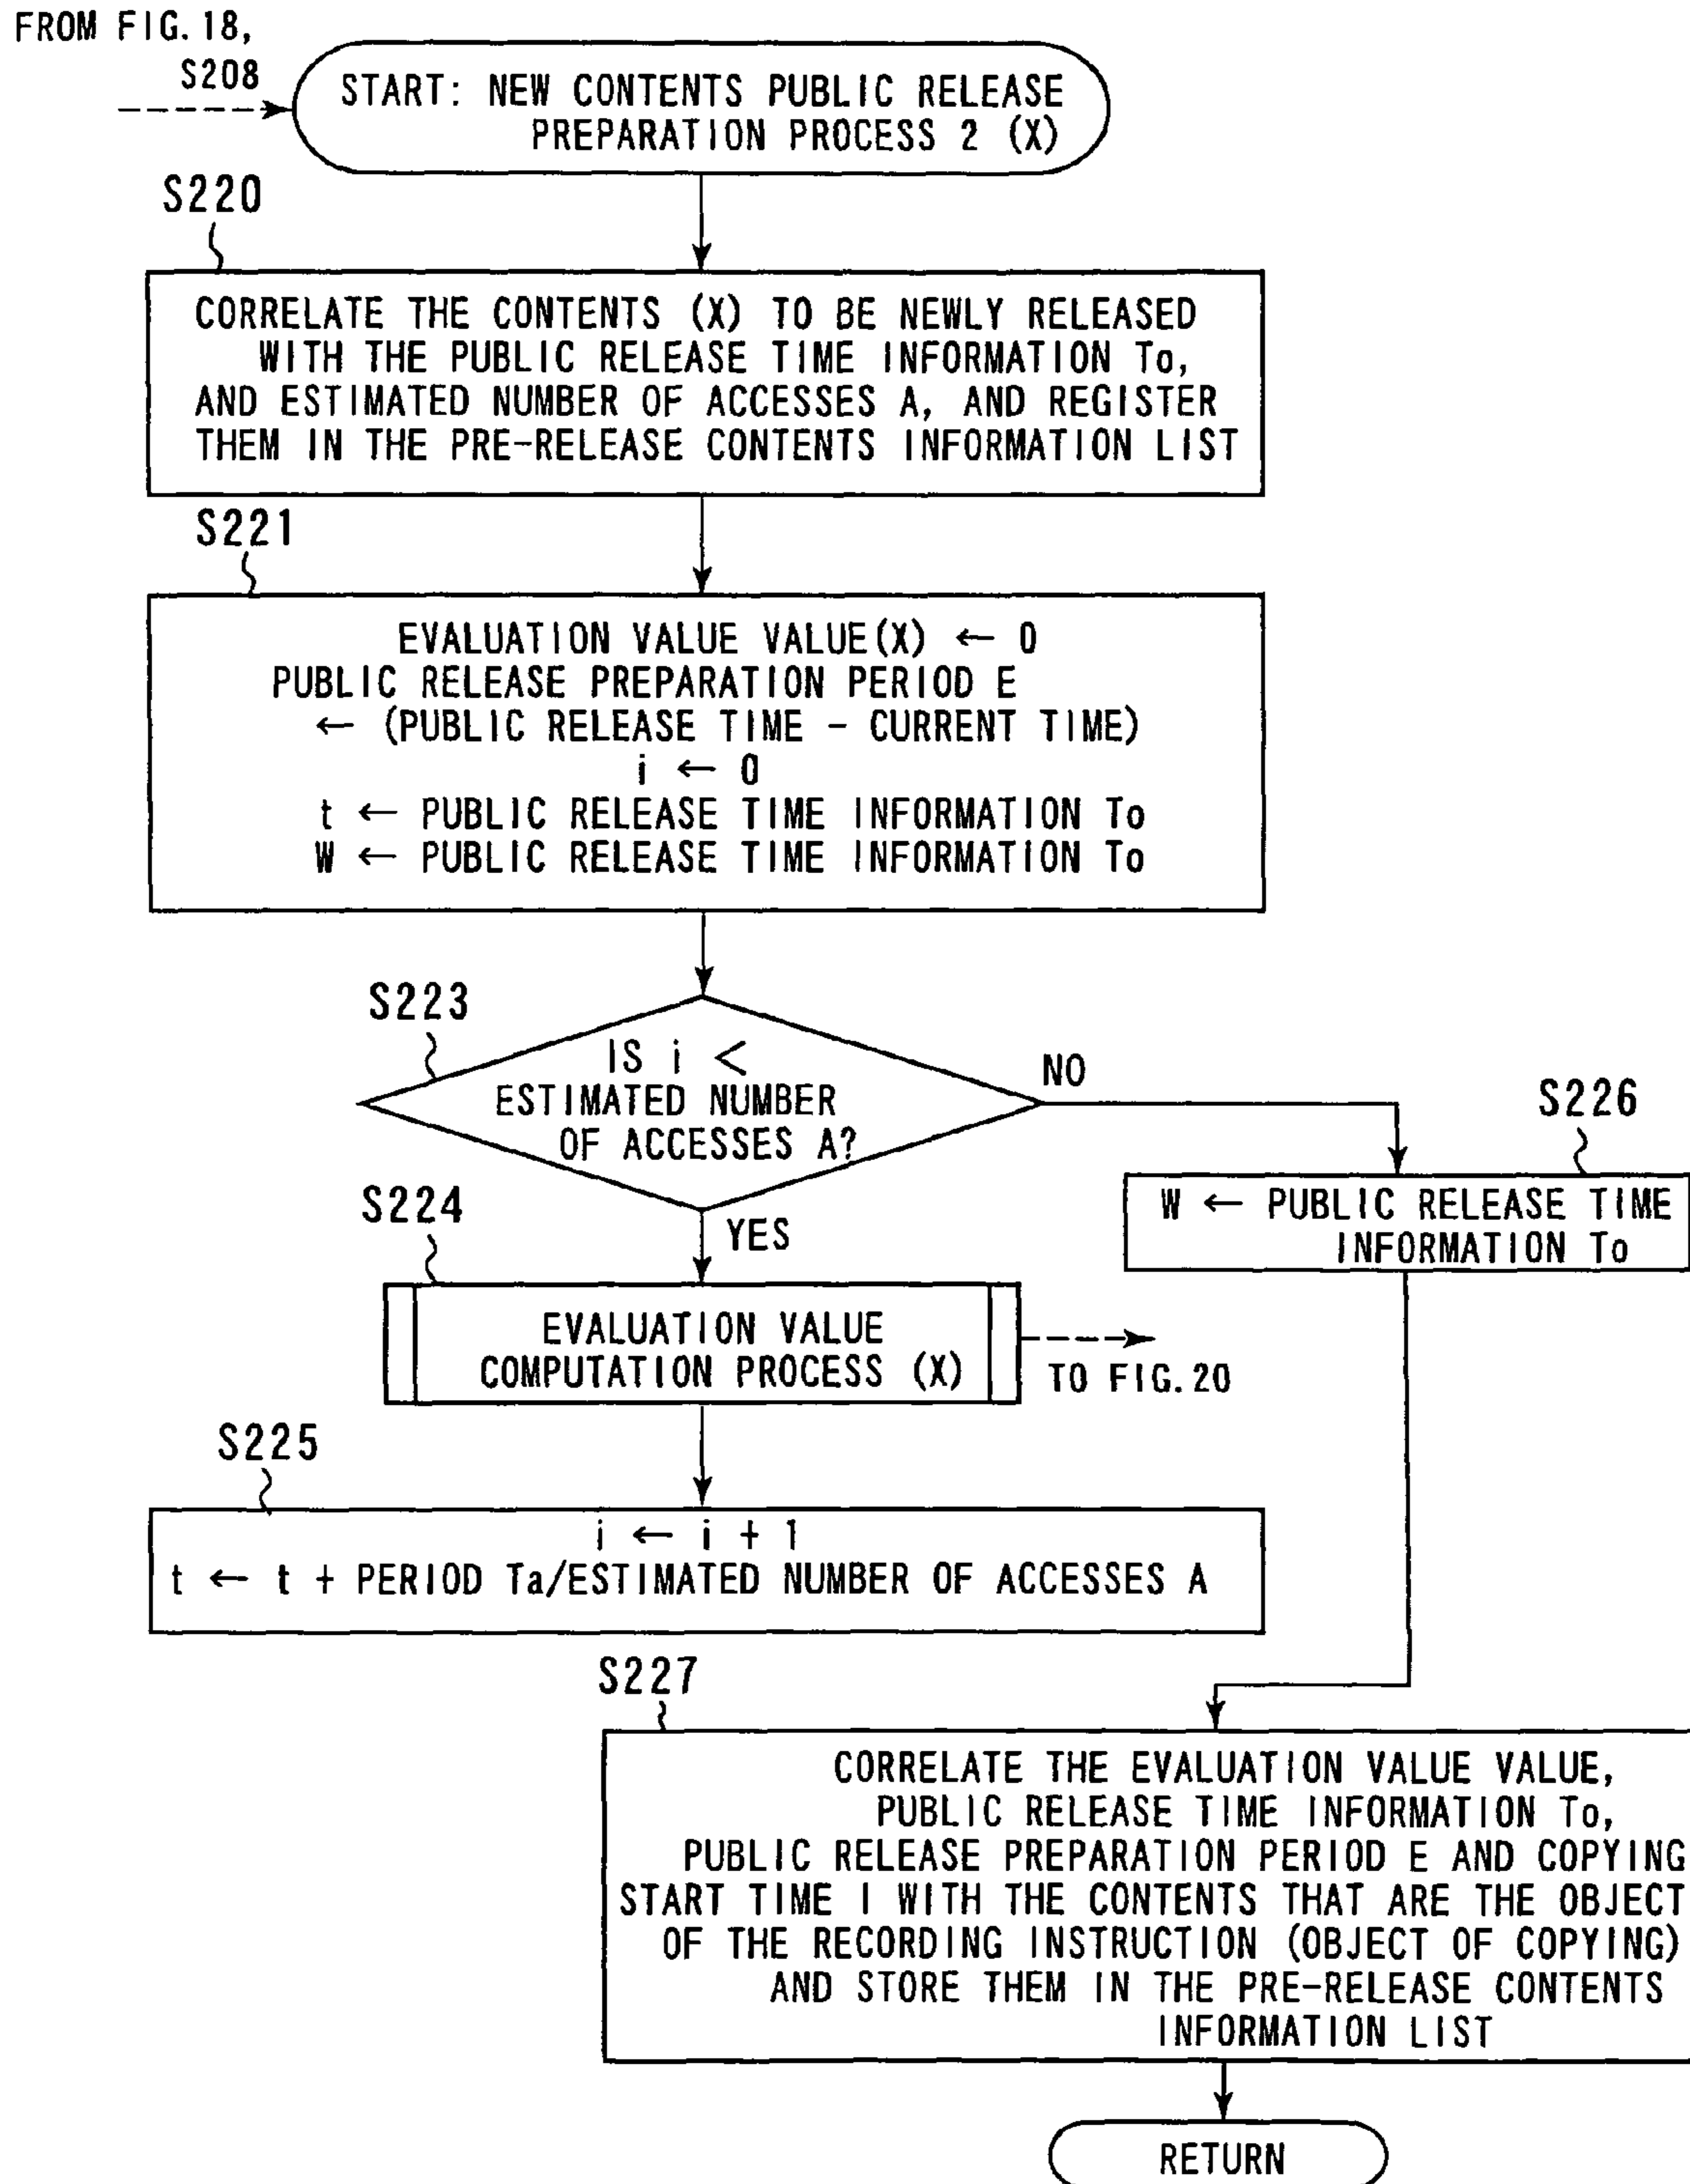 FROM FIG.18,
S208
START: NEW CONTENTS PUBLIC RELEASE
PREPARATION PROCESS 2 (X)
S220
CORRELATE THE CONTENTS (X) TO BE NEWLY RELEASED
WITH THE PUBLIC RELEASE TIME INFORMATION To,
AND ESTIMATED NUMBER OF ACCESSES A, AND REGISTER
THEM IN THE PRE-RELEASE CONTENTS INFORMATION LIST
S221
EVALUATION VALUE VALUE(X) ← 0
PUBLIC RELEASE PREPARATION PERIOD E
← (PUBLIC RELEASE TIME - CURRENT TIME)
i ← 0
t ← PUBLIC RELEASE TIME INFORMATION To
W ← PUBLIC RELEASE TIME INFORMATION To
S223
IS i <
ESTIMATED NUMBER
OF ACCESSES A?
NO
YES
S226
W ← PUBLIC RELEASE TIME
INFORMATION To
S224
EVALUATION VALUE
COMPUTATION PROCESS (X)
TO FIG.20
S225
i ← i + 1
t ← t + PERIOD Ta/ESTIMATED NUMBER OF ACCESSES A
S227
CORRELATE THE EVALUATION VALUE VALUE,
PUBLIC RELEASE TIME INFORMATION To,
PUBLIC RELEASE PREPARATION PERIOD E AND COPYING
START TIME I WITH THE CONTENTS THAT ARE THE OBJECT
OF THE RECORDING INSTRUCTION (OBJECT OF COPYING)
AND STORE THEM IN THE PRE-RELEASE CONTENTS
INFORMATION LIST
RETURN